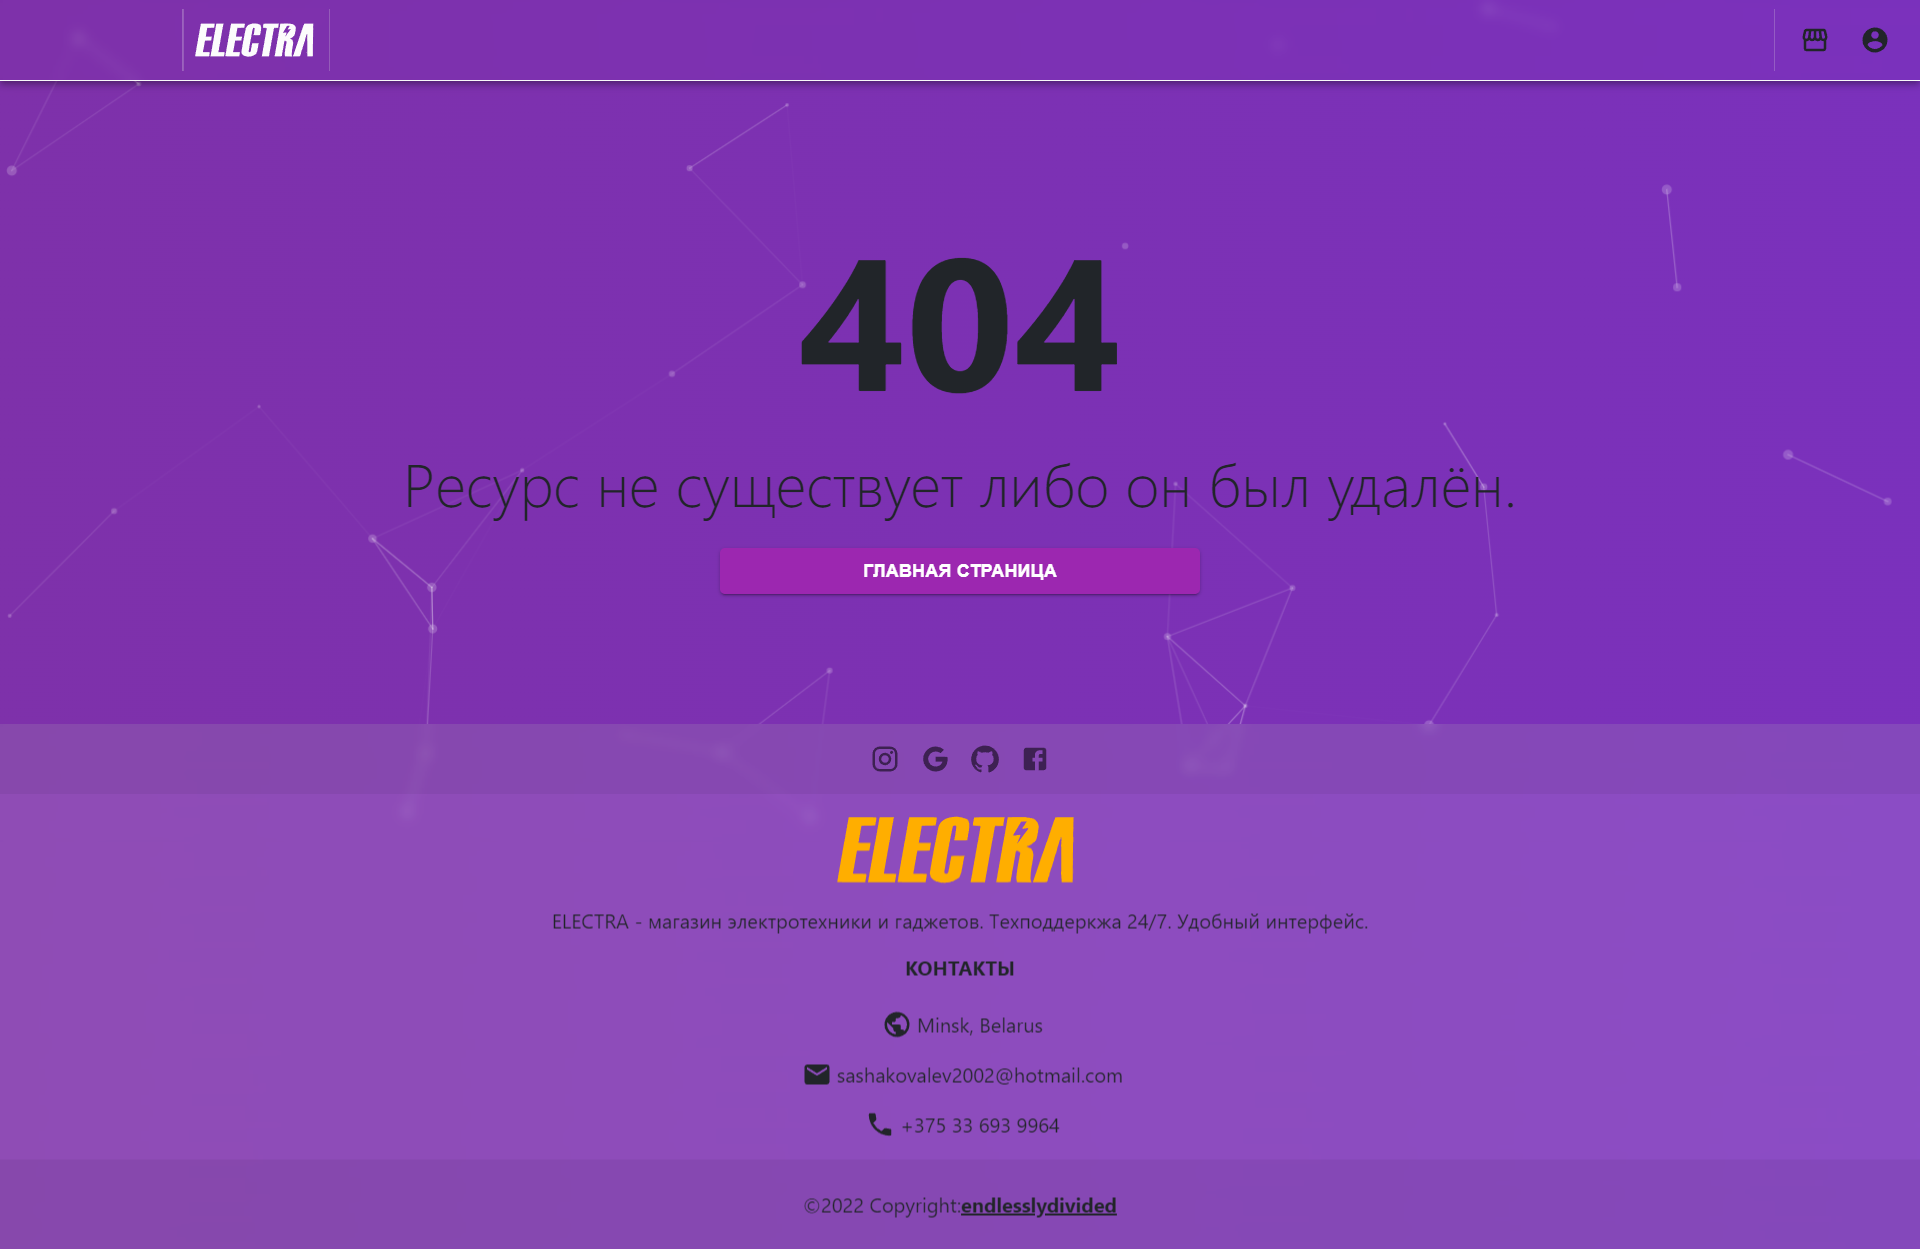 ELECTRA
404
Ресурс не существует либо он был удалён.
ГЛАВНАЯ СТРАНИЦА
ELECTRA
ELECTRA - магазин электротехники и гаджетов. Техподдеркжа 24/7. Удобный интерфейс.
КОНТАКТЫ
Minsk, Belarus
sashakovalev2002@hotmail.com
+375 33 693 9964
©2022 Copyright:endlesslydivided